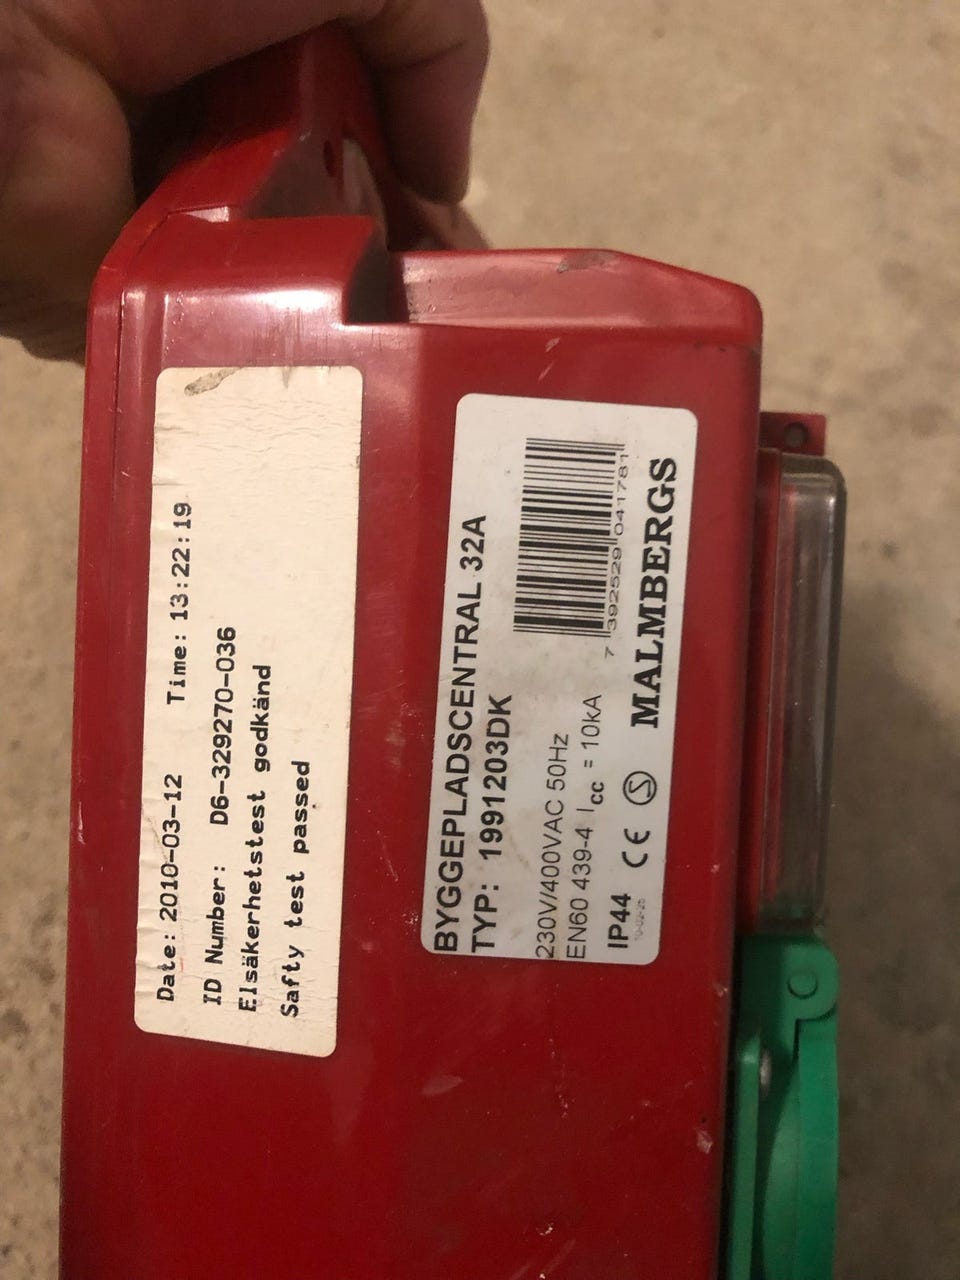 Date: 2010-03-12 Time: 13:22:19
ID Number: D6-329270-036
Elsäkerhetstest godkänd
Safty test passed
BYGGEPLADSCENTRAL 32A
TYP: 1991203DK
230V/400VAC 50Hz
EN60 439-4 Icc = 10kA
IP44 CE S
MALMBERGS
7 392529 041781